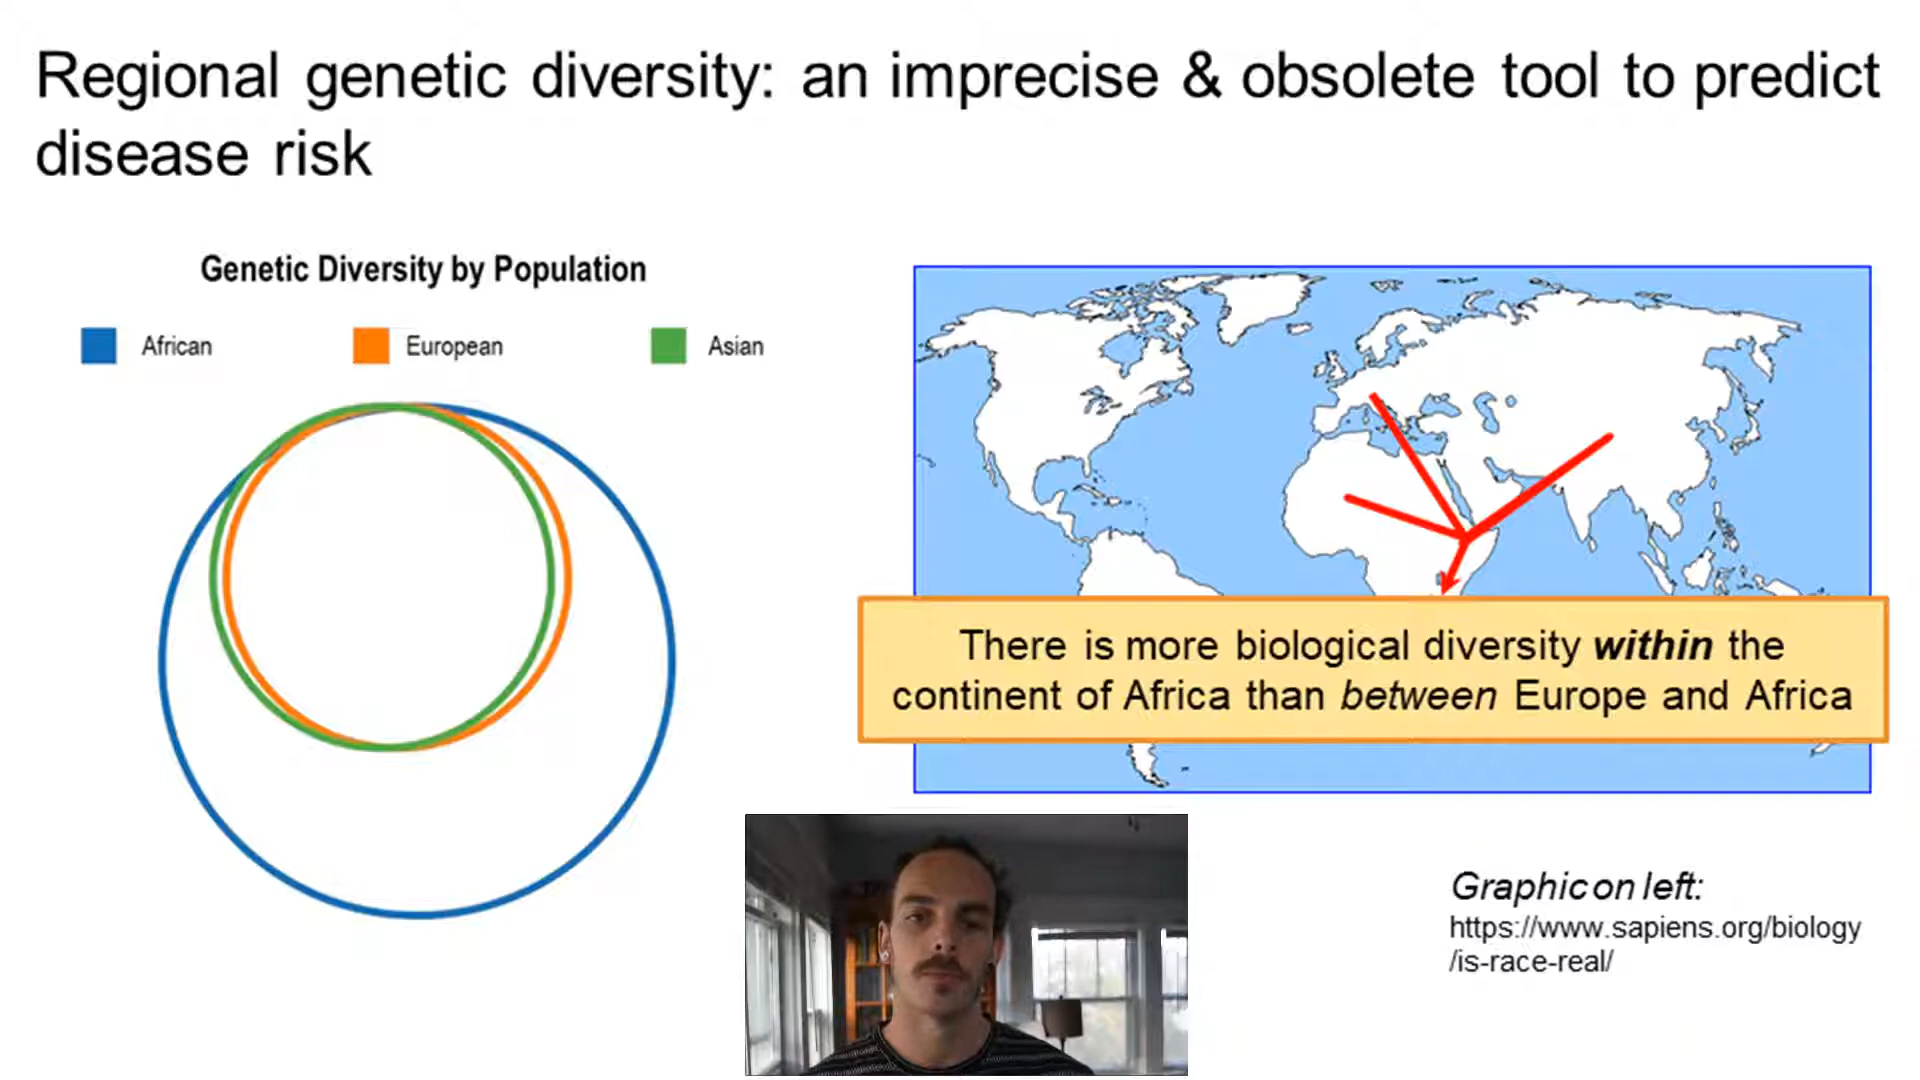 Regional genetic diversity: an imprecise & obsolete tool to predict
disease risk
Genetic Diversity by Population
African
European
Asian
There is more biological diversity within the
continent of Africa than between Europe and Africa
Graphic on left:
https://www.sapiens.org/biology
/is-race-real/